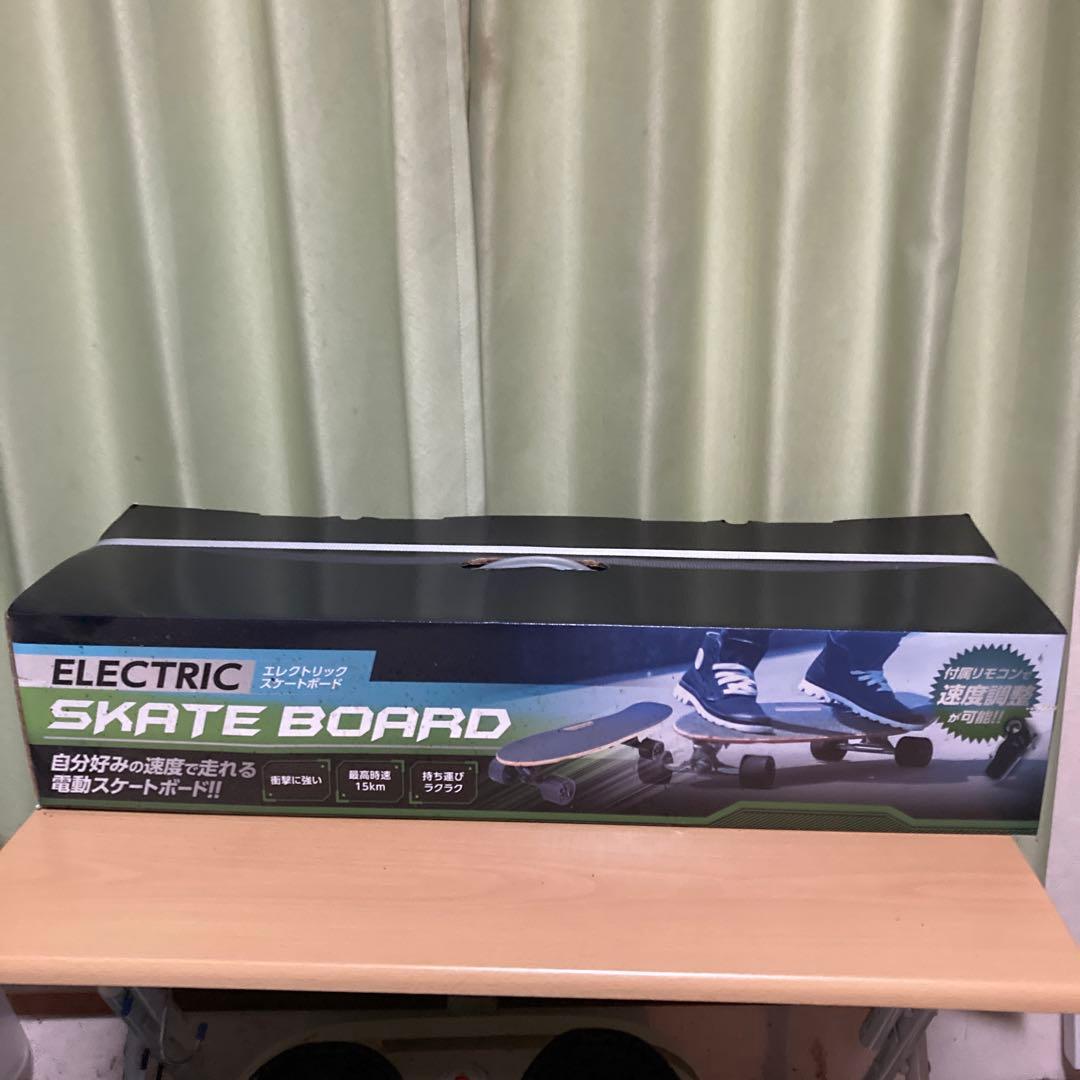 ELECTRIC
エレクトリック
スケートボード
SKATE BOARD
自分好みの速度で走れる
電動スケートボード!!
衝撃に強い
最高時速
15km
持ち運び
ラクラク
付属リモコンで
速度調整
が可能!!